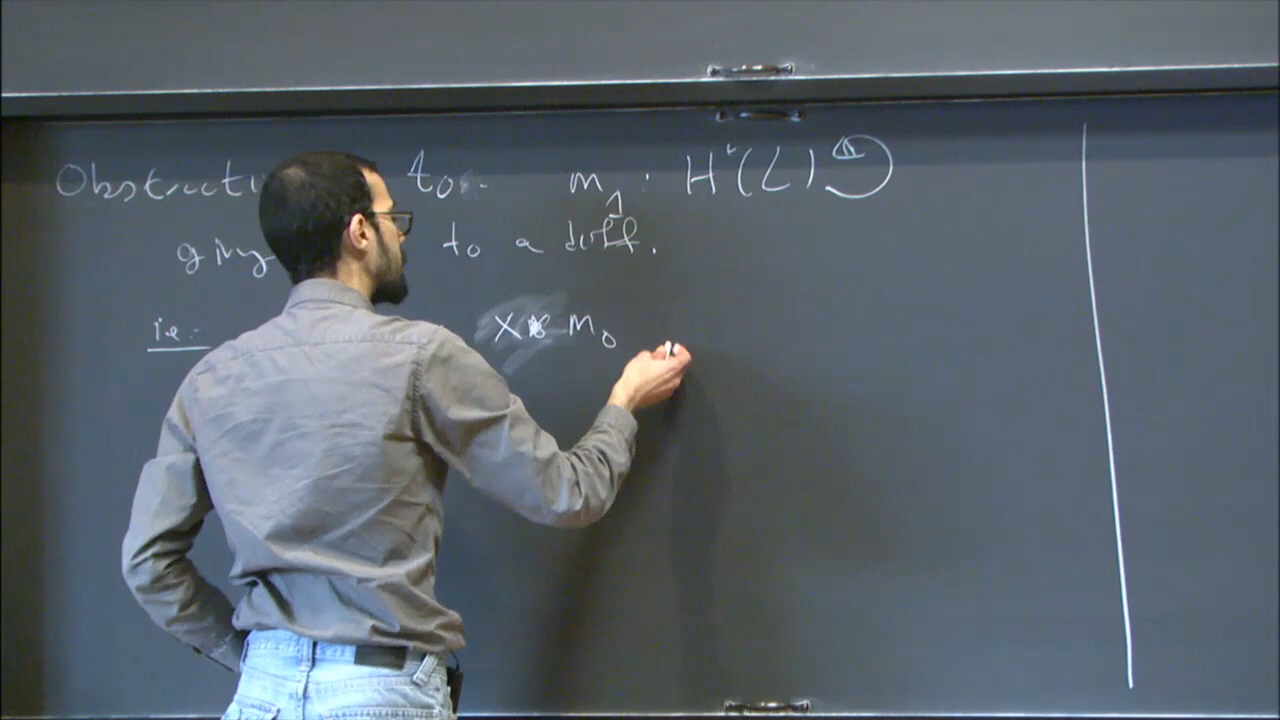 Obstructi to m₁ : H*(L) ↺
to a diff.
ie:
X m₀